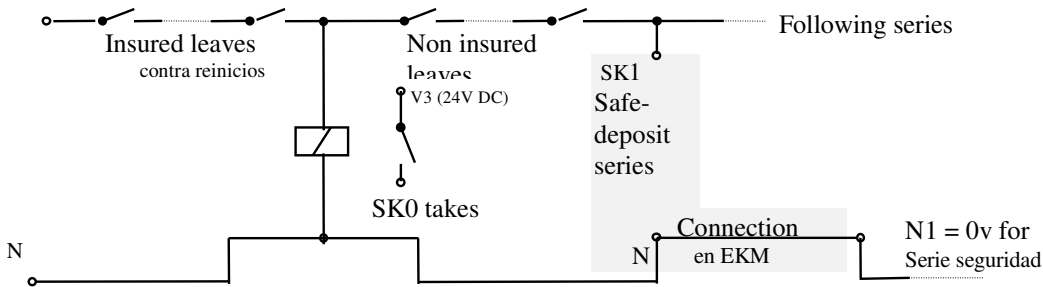 Insured leaves
contra reinicios
Non insured
leaves
Following series
V3 (24V DC)
SK0 takes
SK1
Safe-
deposit
series
N
Connection
N
en EKM
N1 = 0v for
Serie seguridad